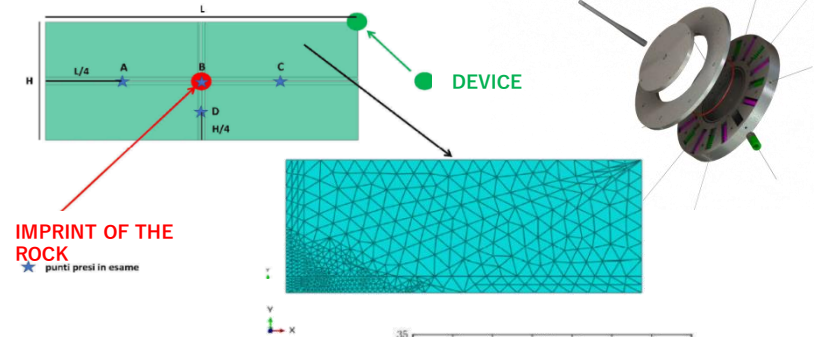 L
A
B
C
L/4
H
D
H/4
DEVICE
IMPRINT OF THE
ROCK
punti presi in esame
Y
Y
X
35